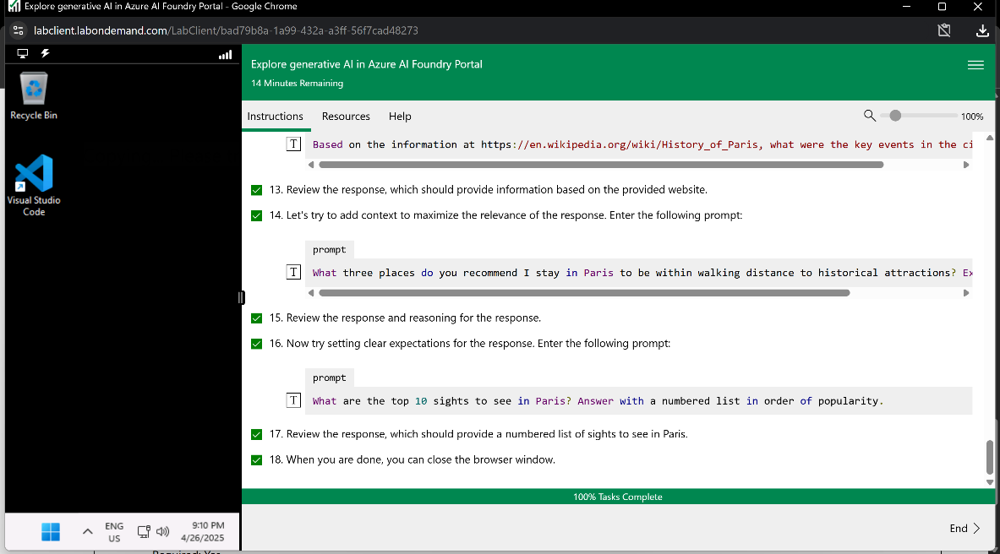 Explore generative AI in Azure AI Foundry Portal - Google Chrome
labclient.labondemand.com/LabClient/bad79b8a-1a99-432a-a3ff-56f7cad48273
Explore generative AI in Azure AI Foundry Portal
14 Minutes Remaining
Recycle Bin
Visual Studio
Code
Instructions Resources Help 100%
T Based on the information at https://en.wikipedia.org/wiki/History_of_Paris, what were the key events in the ci
13. Review the response, which should provide information based on the provided website.
14. Let's try to add context to maximize the relevance of the response. Enter the following prompt:
prompt
T What three places do you recommend I stay in Paris to be within walking distance to historical attractions? Ex
15. Review the response and reasoning for the response.
16. Now try setting clear expectations for the response. Enter the following prompt:
prompt
T What are the top 10 sights to see in Paris? Answer with a numbered list in order of popularity.
17. Review the response, which should provide a numbered list of sights to see in Paris.
18. When you are done, you can close the browser window.
100% Tasks Complete
End
ENG
US
9:10 PM
4/26/2025